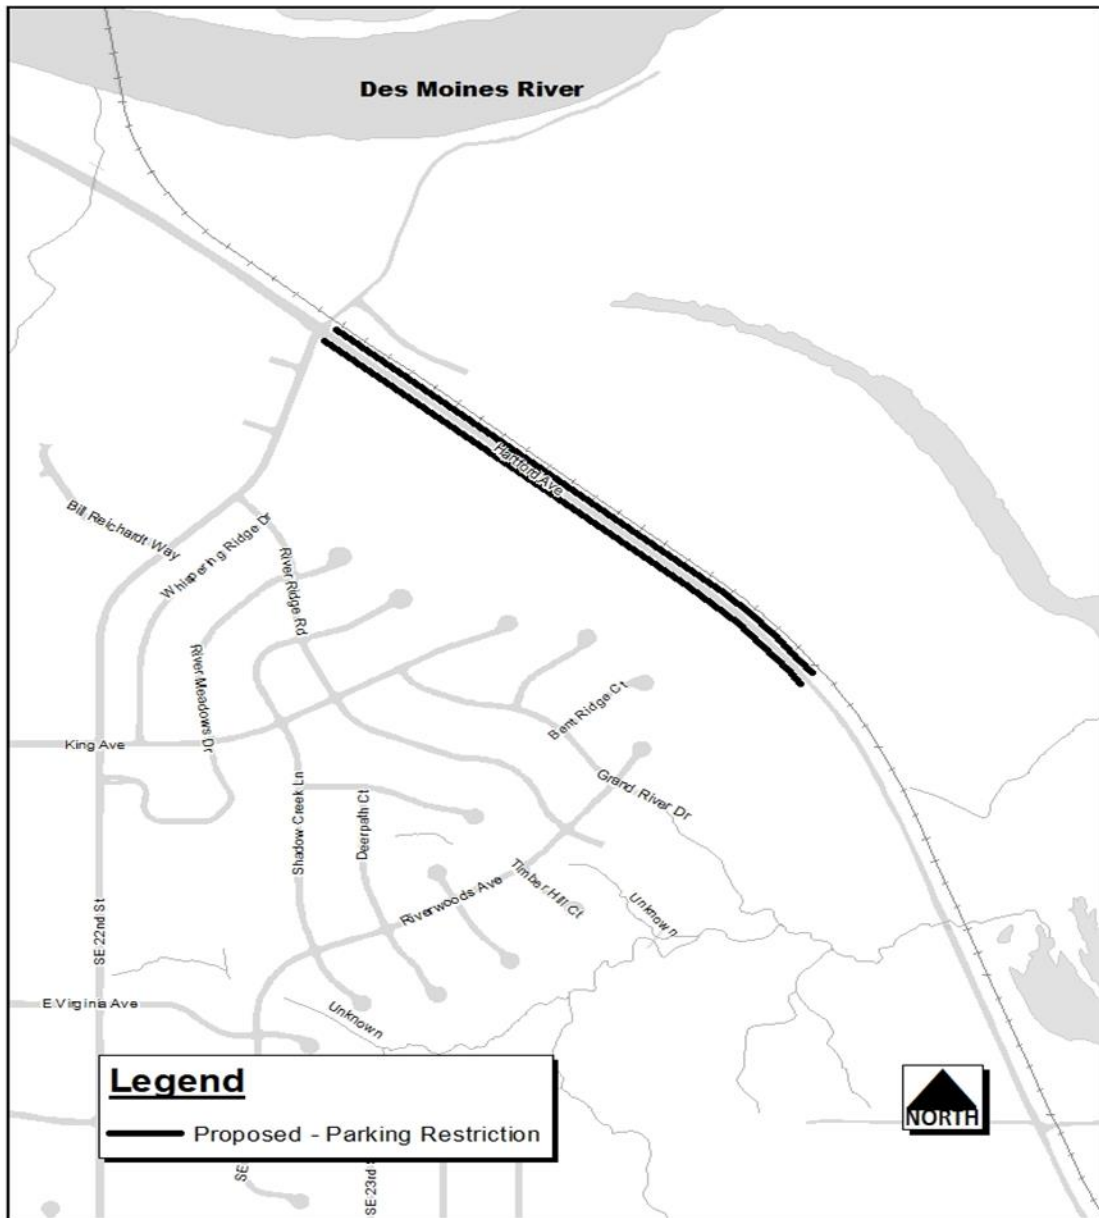 Des Moines River
Hartford Ave
Bill Reichardt Way
Whispering Ridge Dr
River Ridge Rd
River Meadows Dr
Bent Ridge Ct
King Ave
Grand River Dr
Shadow Creek Ln
Deerpath Ct
Timber Hill Ct
Riverwoods Ave
Unknown
SE 22nd St
E Virginia Ave
Unknown
Legend
Proposed - Parking Restriction
NORTH
SE
SE 23rd